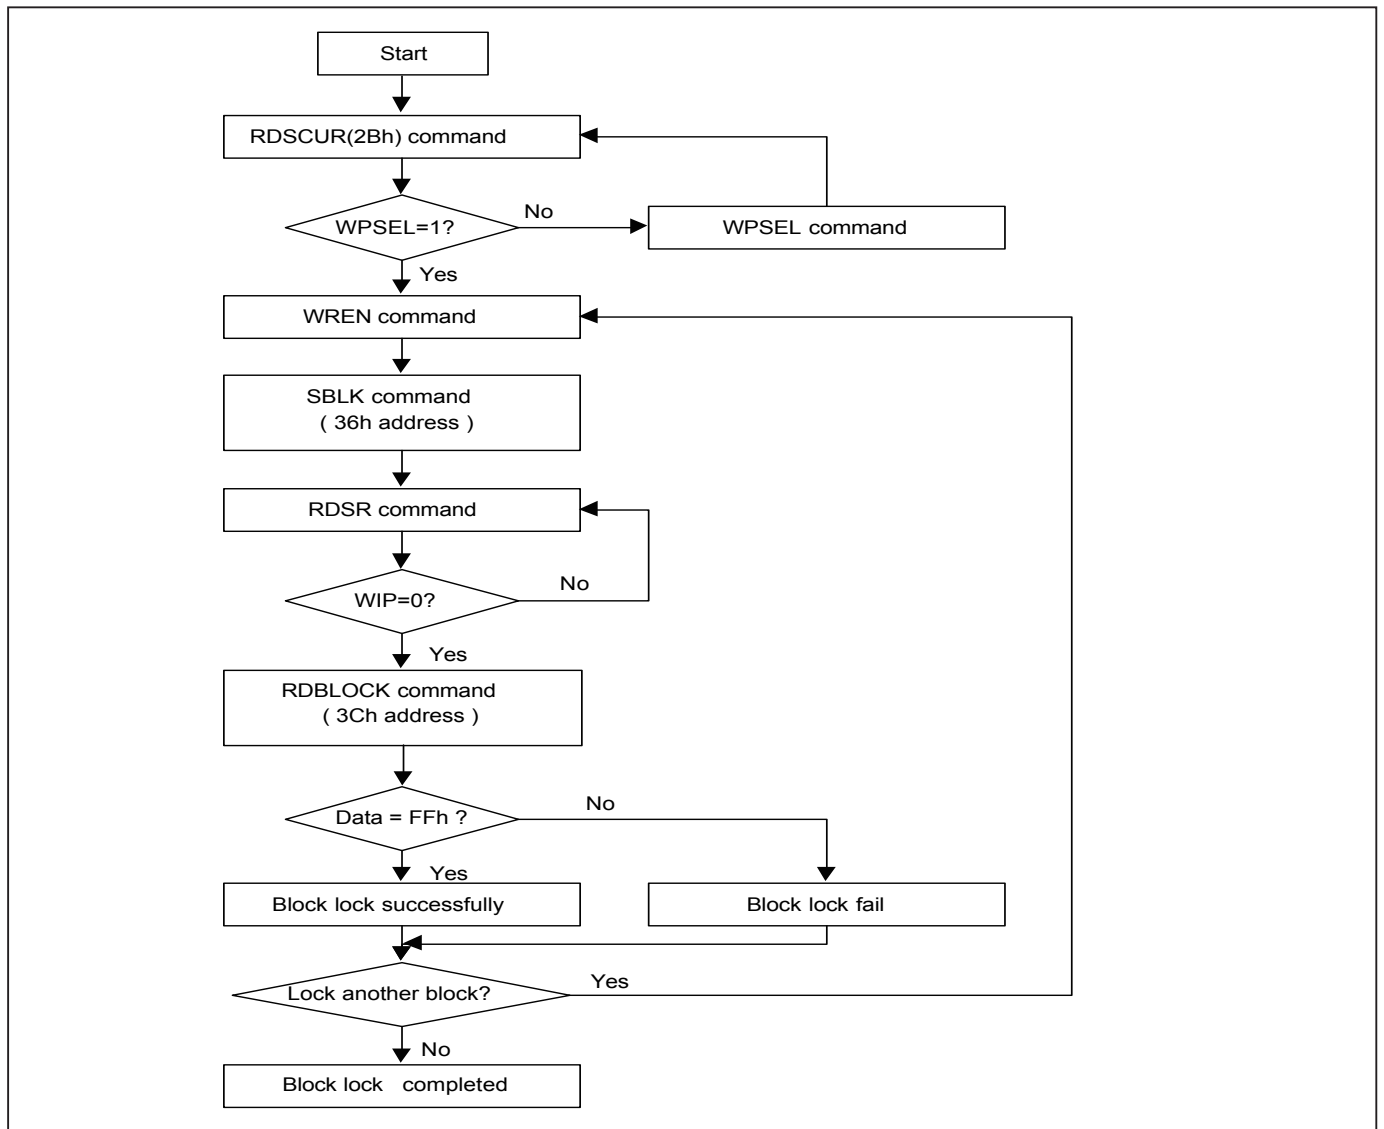 Start
RDSCUR(2Bh) command
WPSEL=1?
No
WPSEL command
Yes
WREN command
SBLK command
( 36h address )
RDSR command
WIP=0?
No
Yes
RDBLOCK command
( 3Ch address )
Data = FFh ?
No
Yes
Block lock successfully
Block lock fail
Lock another block?
Yes
No
Block lock completed